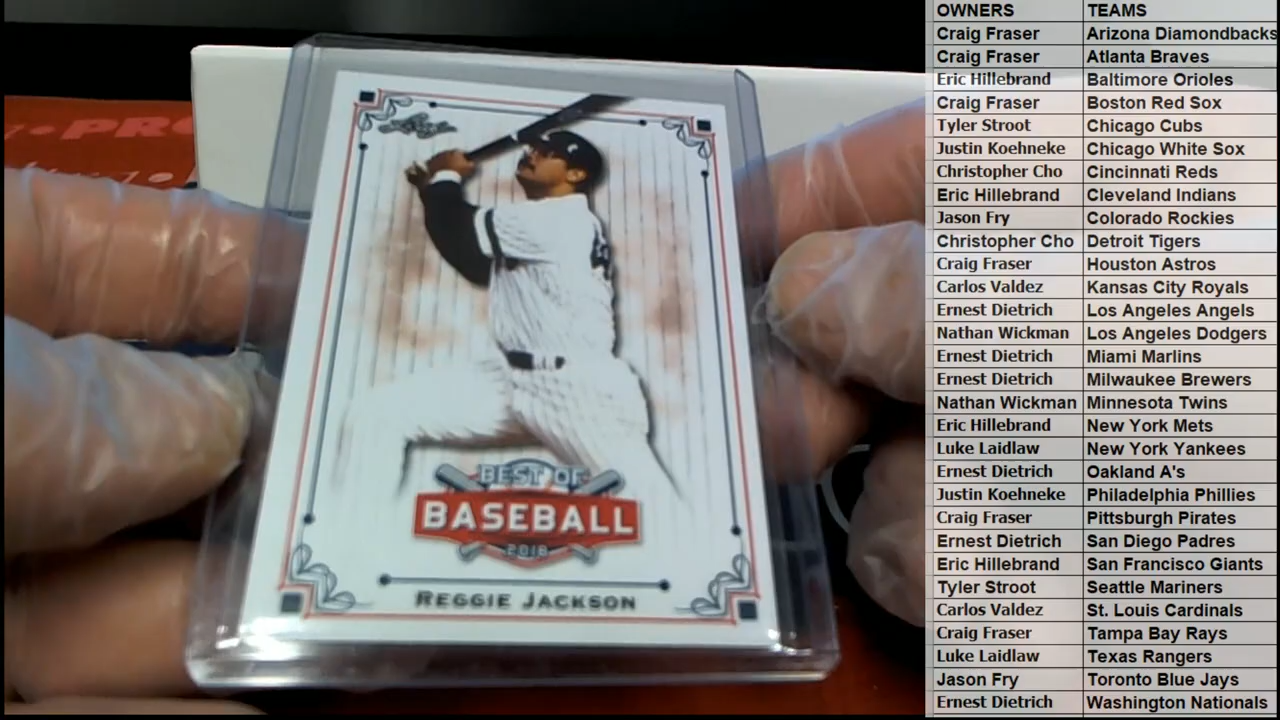 PRO
Leaf
BEST OF
BASEBALL
2018
REGGIE JACKSON
OWNERS TEAMS
Craig Fraser Arizona Diamondbacks
Craig Fraser Atlanta Braves
Eric Hillebrand Baltimore Orioles
Craig Fraser Boston Red Sox
Tyler Stroot Chicago Cubs
Justin Koehneke Chicago White Sox
Christopher Cho Cincinnati Reds
Eric Hillebrand Cleveland Indians
Jason Fry Colorado Rockies
Christopher Cho Detroit Tigers
Craig Fraser Houston Astros
Carlos Valdez Kansas City Royals
Ernest Dietrich Los Angeles Angels
Nathan Wickman Los Angeles Dodgers
Ernest Dietrich Miami Marlins
Ernest Dietrich Milwaukee Brewers
Nathan Wickman Minnesota Twins
Eric Hillebrand New York Mets
Luke Laidlaw New York Yankees
Ernest Dietrich Oakland A's
Justin Koehneke Philadelphia Phillies
Craig Fraser Pittsburgh Pirates
Ernest Dietrich San Diego Padres
Eric Hillebrand San Francisco Giants
Tyler Stroot Seattle Mariners
Carlos Valdez St. Louis Cardinals
Craig Fraser Tampa Bay Rays
Luke Laidlaw Texas Rangers
Jason Fry Toronto Blue Jays
Ernest Dietrich Washington Nationals